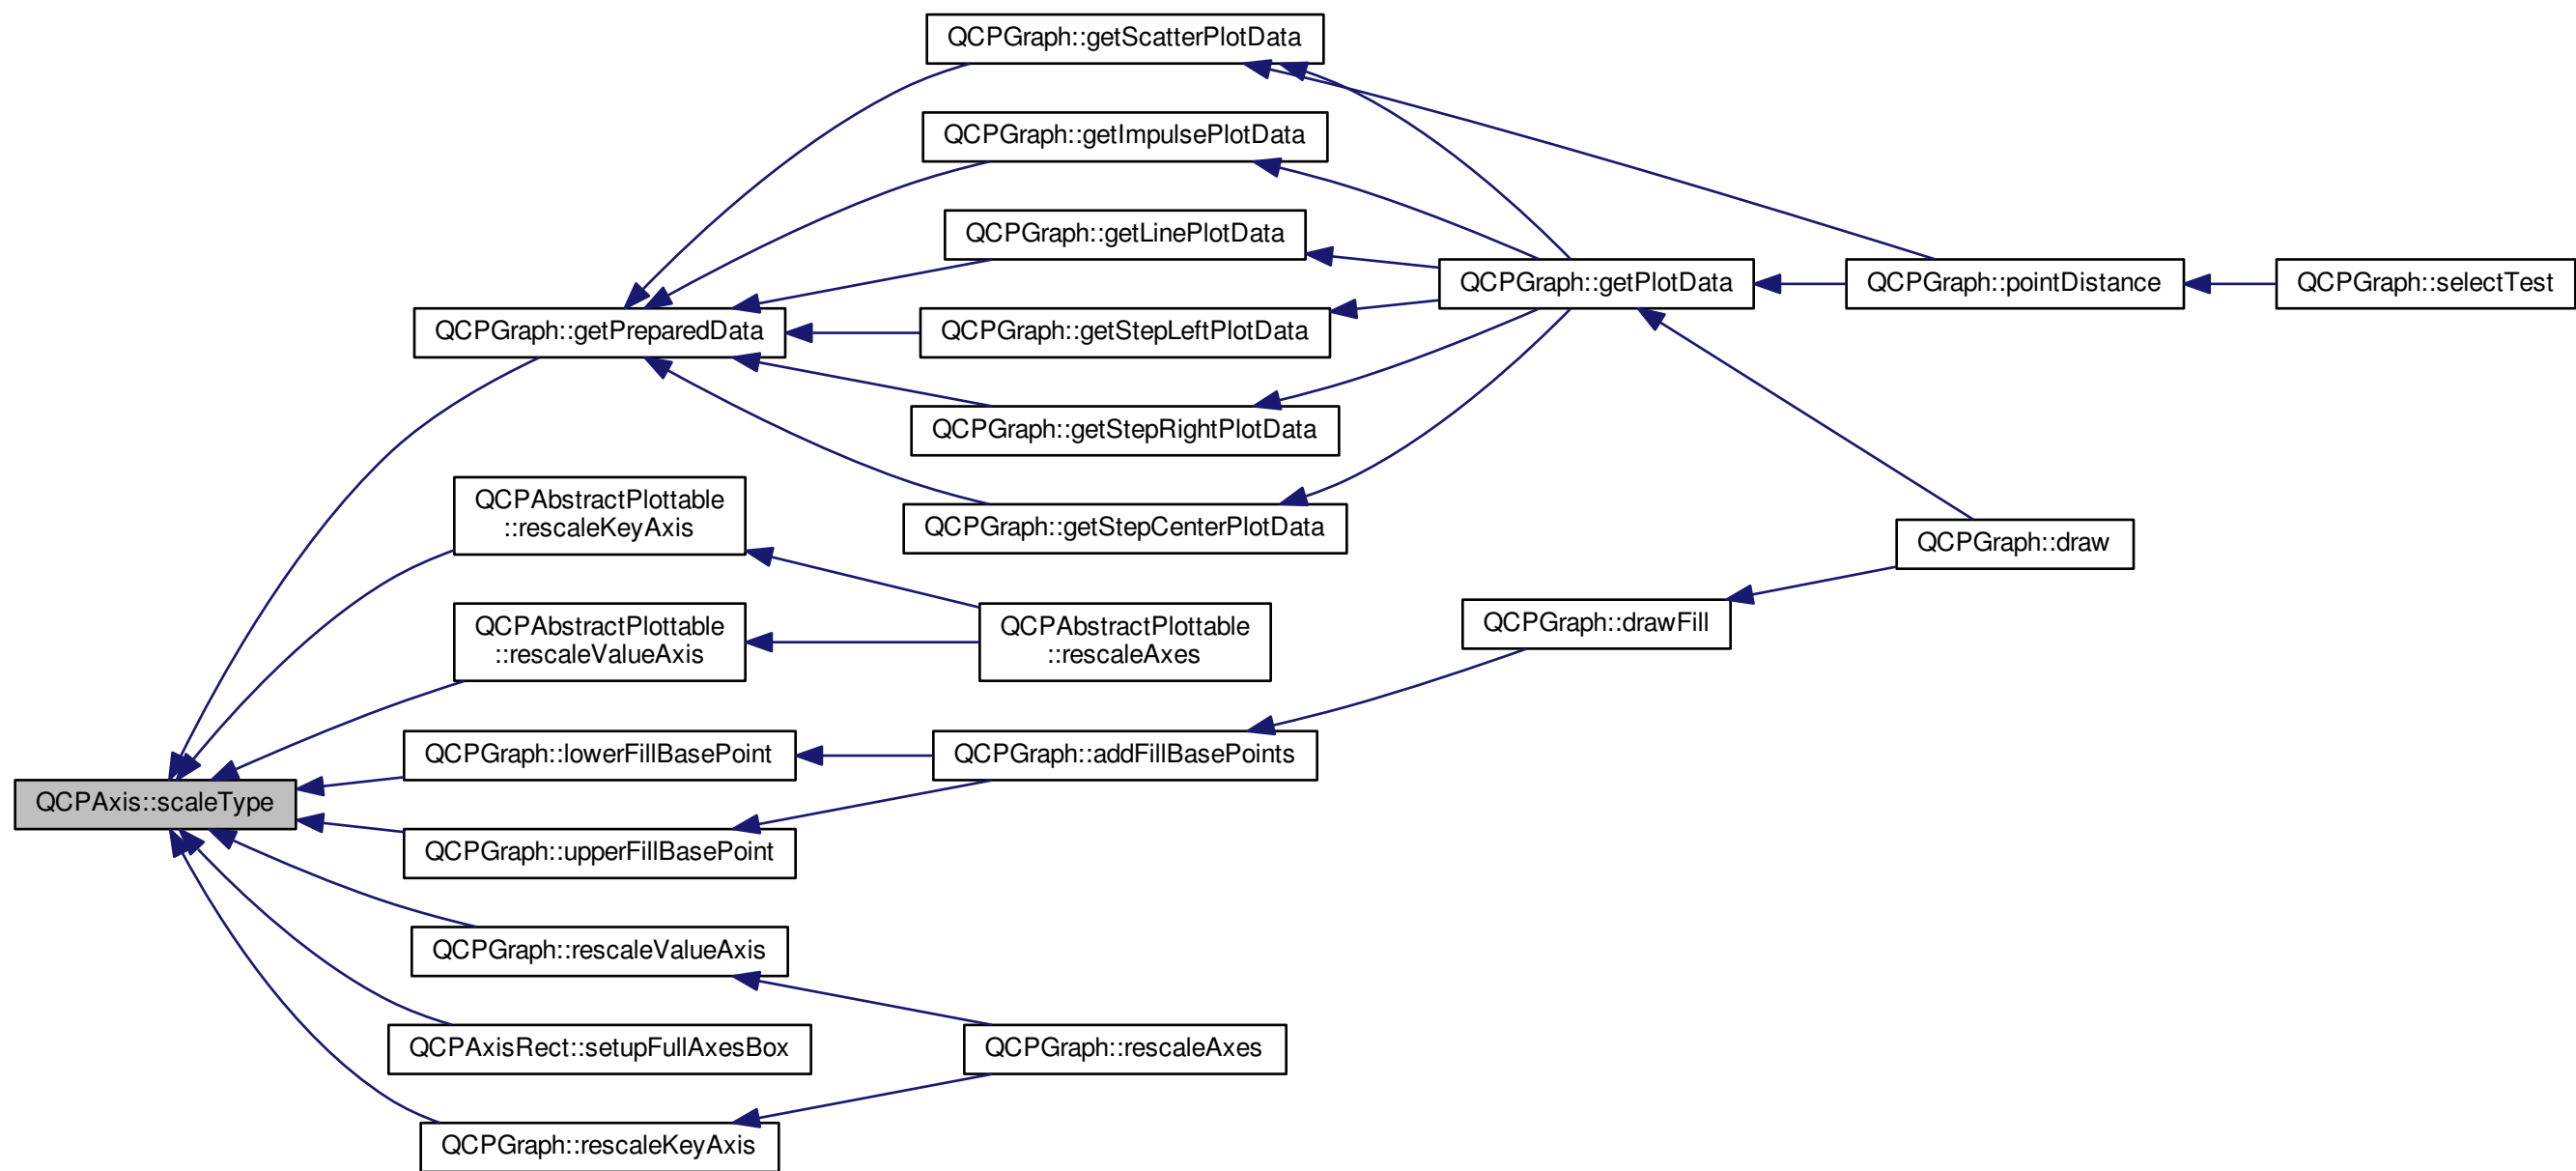 QCPGraph::getScatterPlotData
QCPGraph::getImpulsePlotData
QCPGraph::getLinePlotData
QCPGraph::getPlotData
QCPGraph::pointDistance
QCPGraph::selectTest
QCPGraph::getPreparedData
QCPGraph::getStepLeftPlotData
QCPGraph::getStepRightPlotData
QCPAbstractPlottable
::rescaleKeyAxis
QCPGraph::getStepCenterPlotData
QCPGraph::draw
QCPAbstractPlottable
::rescaleValueAxis
QCPAbstractPlottable
::rescaleAxes
QCPGraph::drawFill
QCPGraph::lowerFillBasePoint
QCPGraph::addFillBasePoints
QCPAxis::scaleType
QCPGraph::upperFillBasePoint
QCPGraph::rescaleValueAxis
QCPAxisRect::setupFullAxesBox
QCPGraph::rescaleAxes
QCPGraph::rescaleKeyAxis